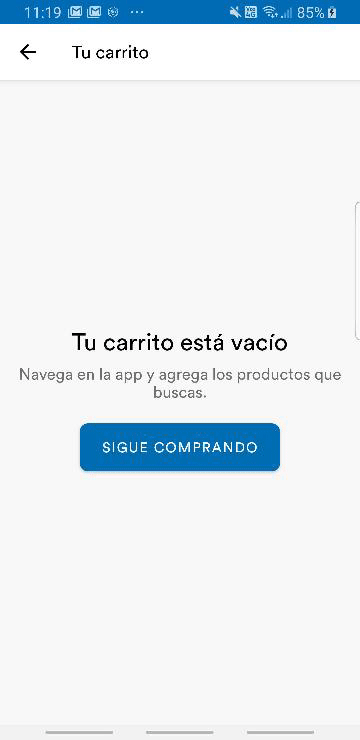 11:19 85%
Tu carrito
Tu carrito está vacío
Navega en la app y agrega los productos que
buscas.
SIGUE COMPRANDO